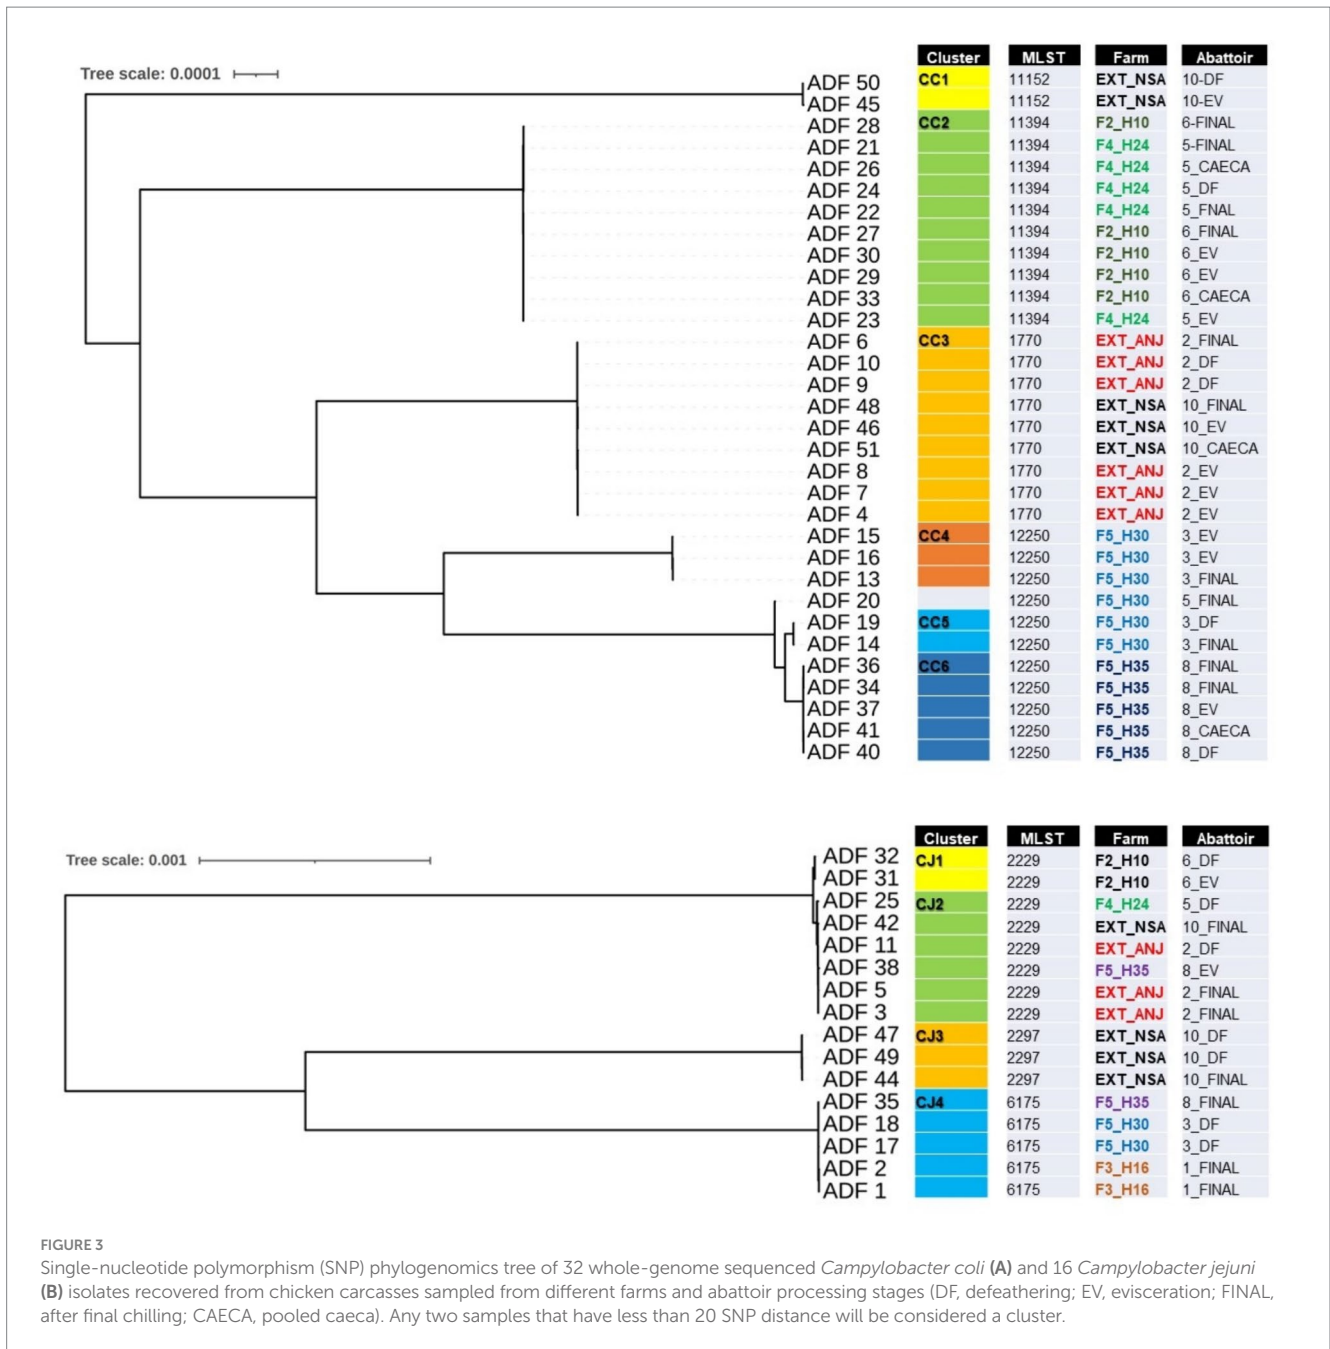 Tree scale: 0.0001
Cluster MLST Farm Abattoir
ADF 50 CC1 11152 EXT_NSA 10-DF
ADF 45 11152 EXT_NSA 10-EV
ADF 28 CC2 11394 F2_H10 6-FINAL
ADF 21 11394 F4_H24 5-FINAL
ADF 26 11394 F4_H24 5_CAECA
ADF 24 11394 F4_H24 5_DF
ADF 22 11394 F4_H24 5_FNAL
ADF 27 11394 F2_H10 6_FINAL
ADF 30 11394 F2_H10 6_EV
ADF 29 11394 F2_H10 6_EV
ADF 33 11394 F2_H10 6_CAECA
ADF 23 11394 F4_H24 5_EV
ADF 6 CC3 1770 EXT_ANJ 2_FINAL
ADF 10 1770 EXT_ANJ 2_DF
ADF 9 1770 EXT_ANJ 2_DF
ADF 48 1770 EXT_NSA 10_FINAL
ADF 46 1770 EXT_NSA 10_EV
ADF 51 1770 EXT_NSA 10_CAECA
ADF 8 1770 EXT_ANJ 2_EV
ADF 7 1770 EXT_ANJ 2_EV
ADF 4 1770 EXT_ANJ 2_EV
ADF 15 CC4 12250 F5_H30 3_EV
ADF 16 12250 F5_H30 3_EV
ADF 13 12250 F5_H30 3_FINAL
ADF 20 12250 F5_H30 5_FINAL
ADF 19 CC5 12250 F5_H30 3_DF
ADF 14 12250 F5_H30 3_FINAL
ADF 36 CC6 12250 F5_H35 8_FINAL
ADF 34 12250 F5_H35 8_FINAL
ADF 37 12250 F5_H35 8_EV
ADF 41 12250 F5_H35 8_CAECA
ADF 40 12250 F5_H35 8_DF
Tree scale: 0.001
Cluster MLST Farm Abattoir
ADF 32 CJ1 2229 F2_H10 6_DF
ADF 31 2229 F2_H10 6_EV
ADF 25 CJ2 2229 F4_H24 5_DF
ADF 42 2229 EXT_NSA 10_FINAL
ADF 11 2229 EXT_ANJ 2_DF
ADF 38 2229 F5_H35 8_EV
ADF 5 2229 EXT_ANJ 2_FINAL
ADF 3 2229 EXT_ANJ 2_FINAL
ADF 47 CJ3 2297 EXT_NSA 10_DF
ADF 49 2297 EXT_NSA 10_DF
ADF 44 2297 EXT_NSA 10_FINAL
ADF 35 CJ4 6175 F5_H35 8_FINAL
ADF 18 6175 F5_H30 3_DF
ADF 17 6175 F5_H30 3_DF
ADF 2 6175 F3_H16 1_FINAL
ADF 1 6175 F3_H16 1_FINAL
FIGURE 3
Single-nucleotide polymorphism (SNP) phylogenomics tree of 32 whole-genome sequenced Campylobacter coli (A) and 16 Campylobacter jejuni
(B) isolates recovered from chicken carcasses sampled from different farms and abattoir processing stages (DF, defeathering; EV, evisceration; FINAL,
after final chilling; CAECA, pooled caeca). Any two samples that have less than 20 SNP distance will be considered a cluster.